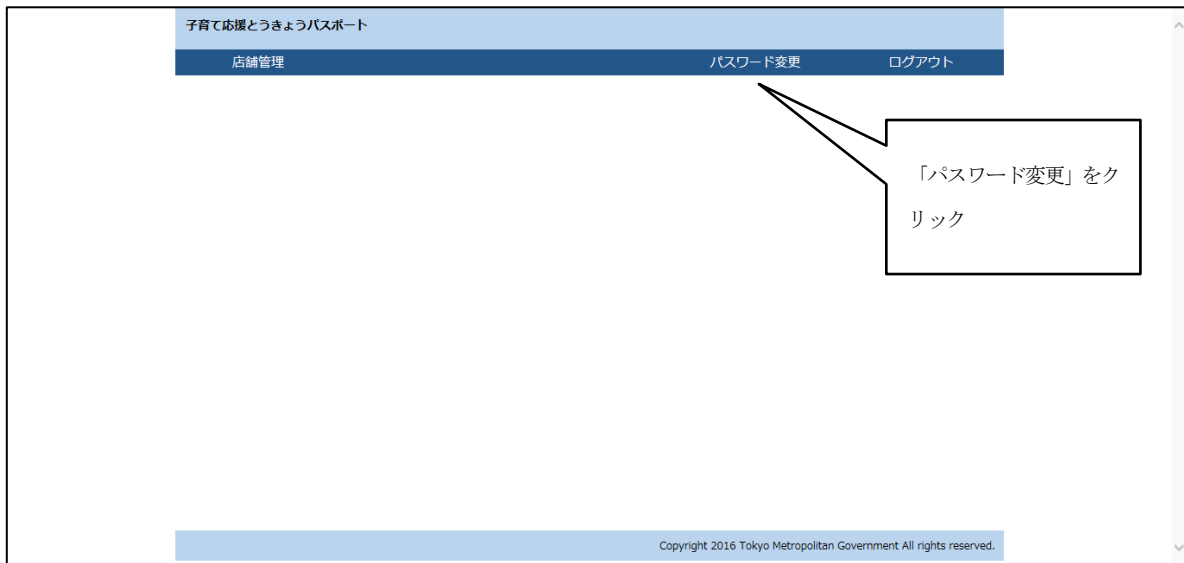 子育て応援とうきょうパスポート
店舗管理 パスワード変更 ログアウト
「パスワード変更」をク
リック
Copyright 2016 Tokyo Metropolitan Government All rights reserved.